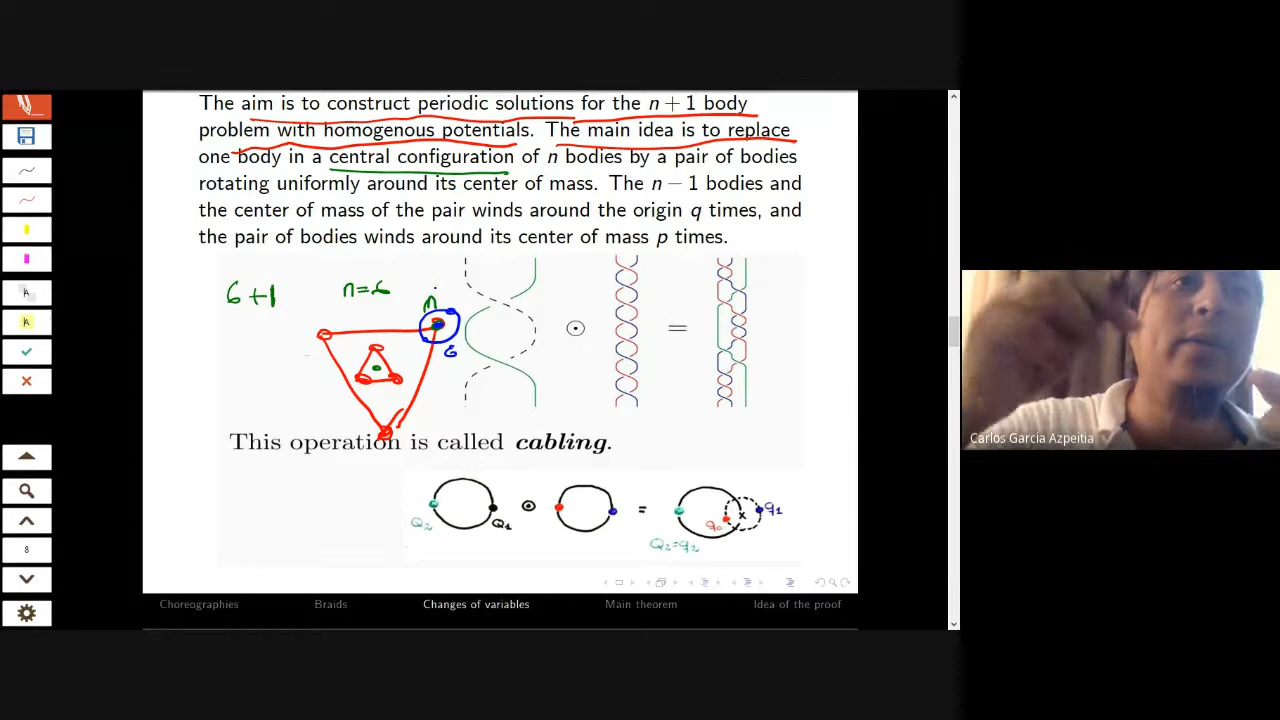 The aim is to construct periodic solutions for the n + 1 body
problem with homogenous potentials. The main idea is to replace
one body in a central configuration of n bodies by a pair of bodies
rotating uniformly around its center of mass. The n − 1 bodies and
the center of mass of the pair winds around the origin q times, and
the pair of bodies winds around its center of mass p times.
6 + 1
n=6
⊙
=
This operation is called cabling.
Q2
Q1
⊙
=
q0
x
q1
Q2=q2
8
Choreographies
Braids
Changes of variables
Main theorem
Idea of the proof
Carlos García Azpeitia